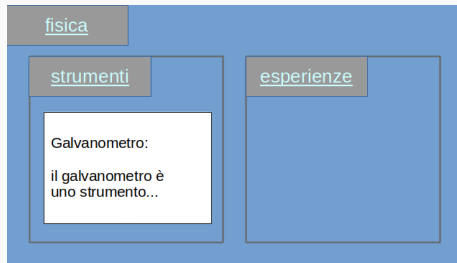 fisica
strumenti
esperienze
Galvanometro:
il galvanometro è
uno strumento...